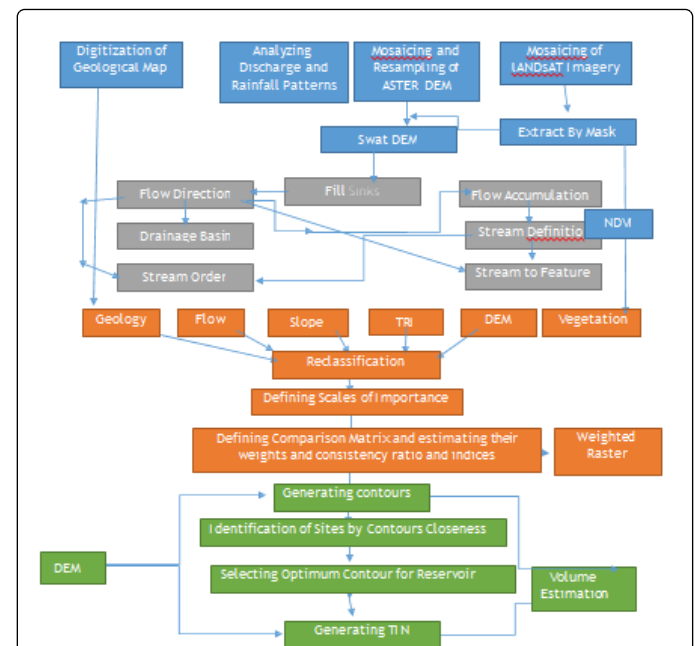 Digitization of
Geological Map
Analyzing
Discharge and
Rainfall Patterns
Mosaicing and
Resampling of
ASTER DEM
Mosaicing of
lANDsAT Imagery
Swat DEM
Extract By Mask
Flow Direction
Fill Sinks
Flow Accumulation
Drainage Basin
Stream Definitio
NDVI
Stream Order
Stream to Feature
Geology
Flow
Slope
TRI
DEM
Vegetation
Reclassification
Defining Scales of Importance
Defining Comparison Matrix and estimating their
weights and consistency ratio and indices
Weighted
Raster
Generating contours
Identification of Sites by Contours Closeness
DEM
Selecting Optimum Contour for Reservoir
Volume
Estimation
Generating TIN